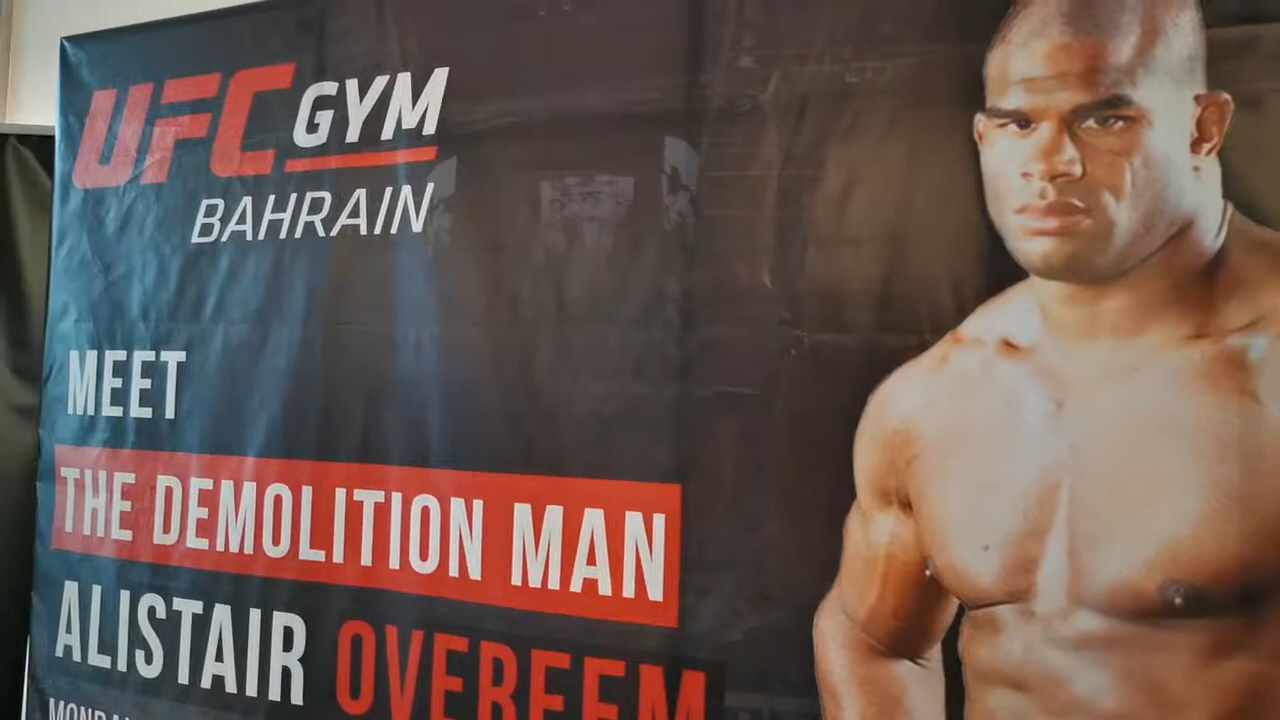 UFC GYM
BAHRAIN
MEET
THE DEMOLITION MAN
ALISTAIR OVEREEM